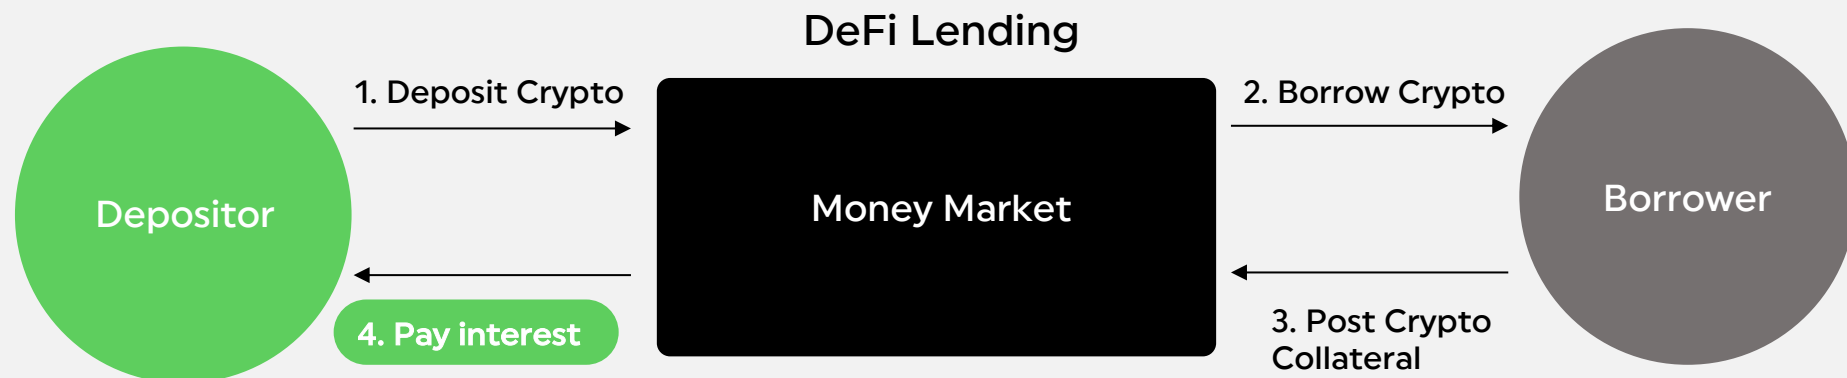 DeFi Lending
1. Deposit Crypto
2. Borrow Crypto
Depositor
Money Market
Borrower
4. Pay interest
3. Post Crypto
Collateral